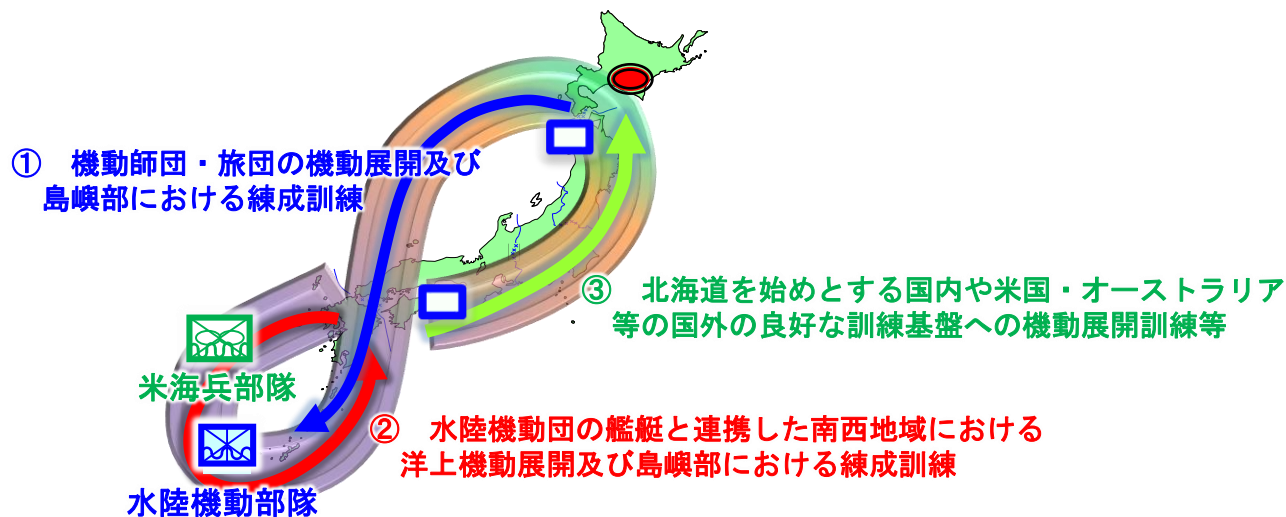 ①　機動師団・旅団の機動展開及び
島嶼部における練成訓練
③　北海道を始めとする国内や米国・オーストラリア
等の国外の良好な訓練基盤への機動展開訓練等
米海兵部隊
②　水陸機動団の艦艇と連携した南西地域における
洋上機動展開及び島嶼部における練成訓練
水陸機動部隊